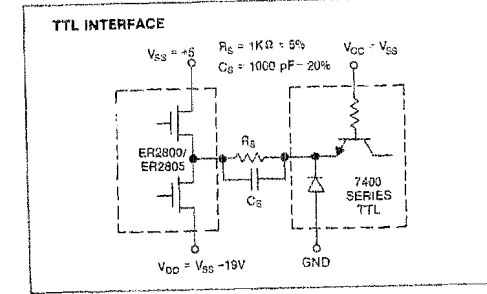 TTL INTERFACE
VSS = +5
RS = 1KΩ ± 5%
CS = 1000 pF – 20%
VCC – VSS
ER2800/
ER2805
RS
CS
7400
SERIES
TTL
VDD = VSS –19V
GND